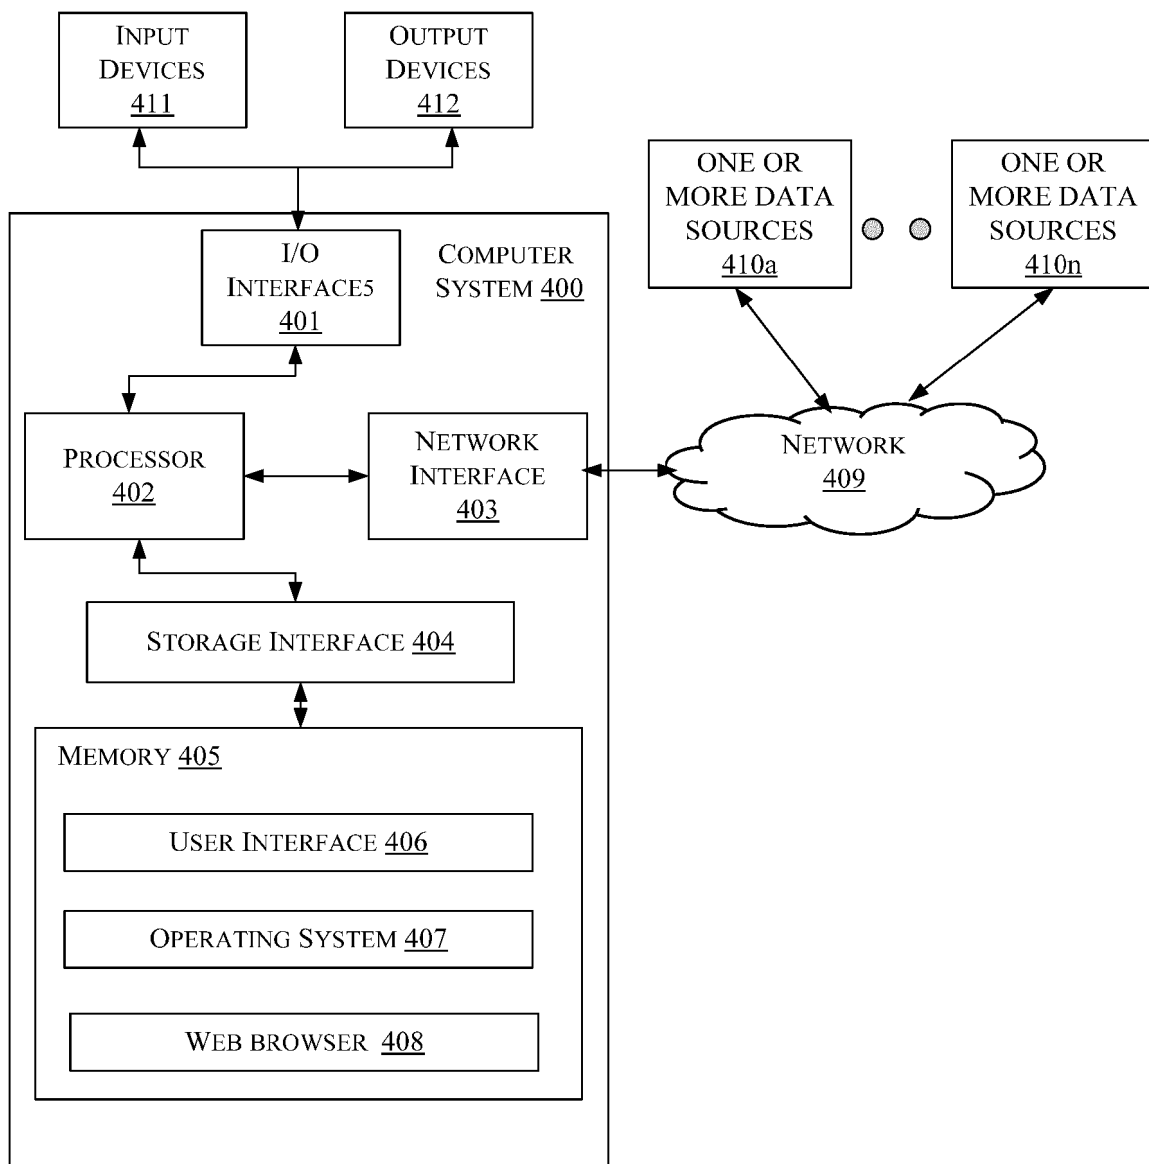 INPUT
DEVICES
411
OUTPUT
DEVICES
412
ONE OR
MORE DATA
SOURCES
410a
ONE OR
MORE DATA
SOURCES
410n
I/O
INTERFACE5
401
COMPUTER
SYSTEM 400
PROCESSOR
402
NETWORK
INTERFACE
403
NETWORK
409
STORAGE INTERFACE 404
MEMORY 405
USER INTERFACE 406
OPERATING SYSTEM 407
WEB BROWSER 408